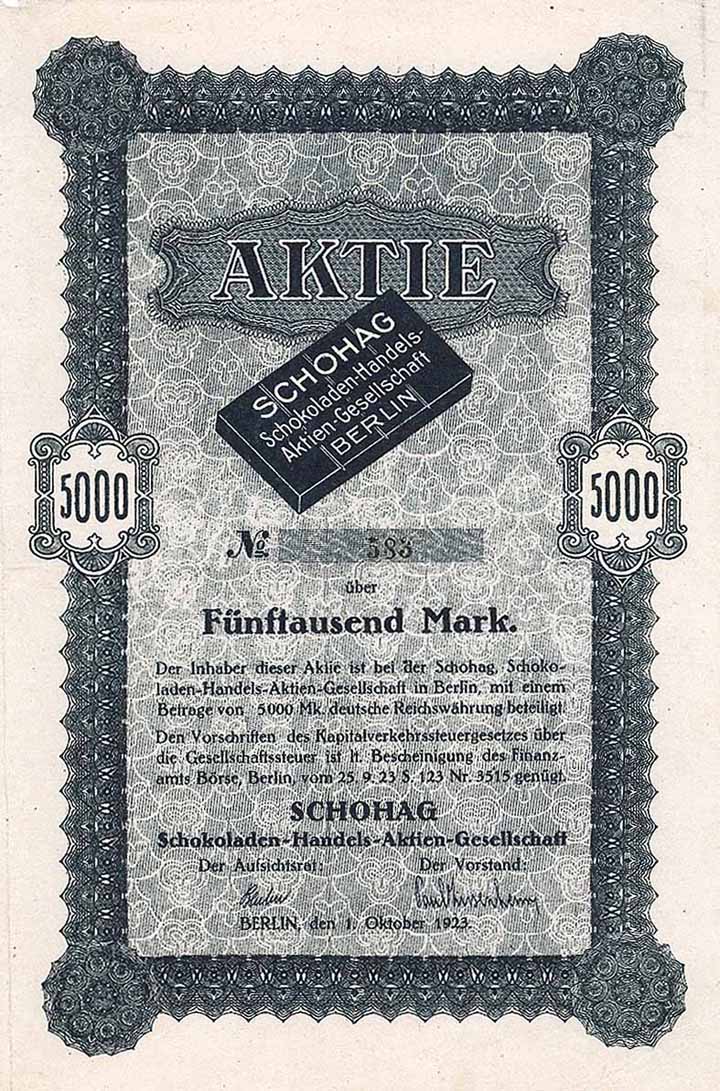 AKTIE
SCHOHAG
Schokoladen-Handels-
Aktien-Gesellschaft
BERLIN
5000
5000
№ 583
über
Fünftausend Mark.
Der Inhaber dieser Aktie ist bei der Schohag, Schoko-
laden-Handels-Aktien-Gesellschaft in Berlin, mit einem
Betrage von 5000 Mk. deutsche Reichswährung beteiligt.
Den Vorschriften des Kapitalverkehrssteuergesetzes über
die Gesellschaftssteuer ist lt. Bescheinigung des Finanz-
amts Börse, Berlin, vom 25. 9. 23 S. 123 Nr. 3515 genügt.
SCHOHAG
Schokoladen-Handels-Aktien-Gesellschaft
Der Aufsichtsrat: Der Vorstand:
BERLIN, den 1. Oktober 1923.